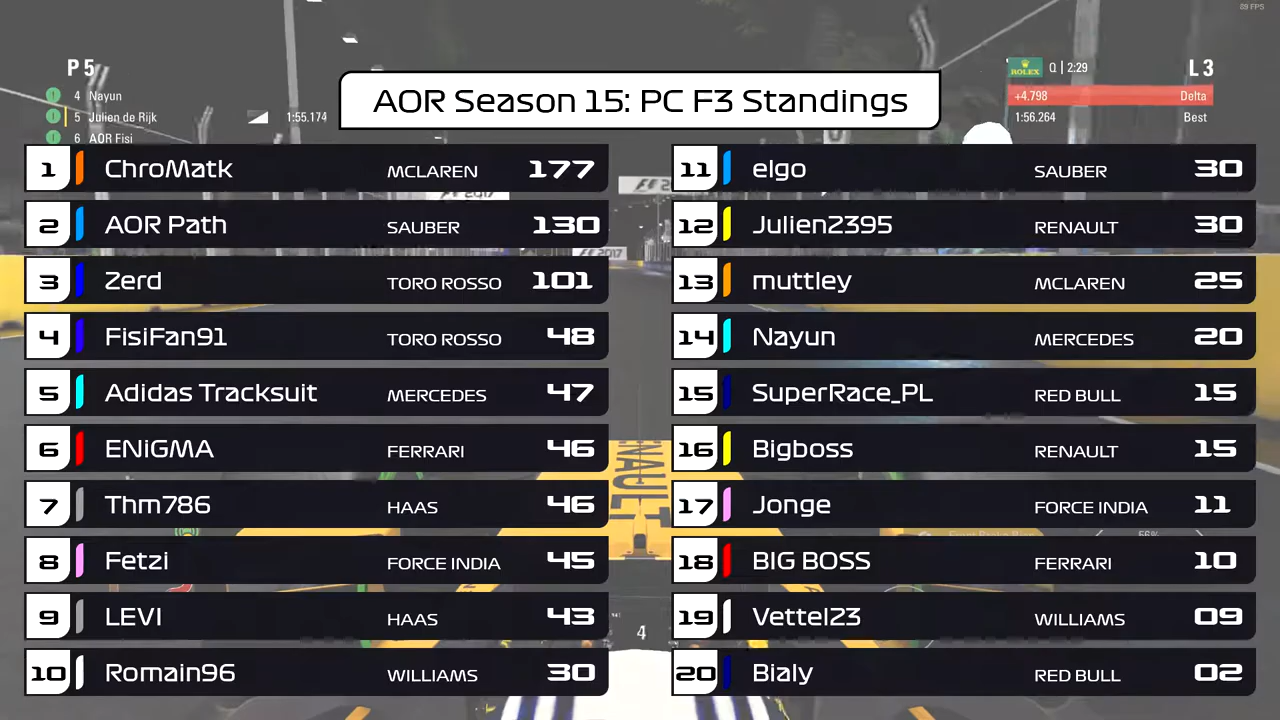 89 FPS
P 5
4 Nayun
5 Julien de Rijk
1:55.174
6 AOR Fisi
AOR Season 15: PC F3 Standings
ROLEX
Q | 2:29
L 3
+4.798 Delta
1:56.264 Best
1 ChroMatk MCLAREN 177
2 AOR Path SAUBER 130
3 Zerd TORO ROSSO 101
4 FisiFan91 TORO ROSSO 48
5 Adidas Tracksuit MERCEDES 47
6 ENiGMA FERRARI 46
7 Thm786 HAAS 46
8 Fetzi FORCE INDIA 45
9 LEVI HAAS 43
10 Romain96 WILLIAMS 30
11 elgo SAUBER 30
12 Julien2395 RENAULT 30
13 muttley MCLAREN 25
14 Nayun MERCEDES 20
15 SuperRace_PL RED BULL 15
16 Bigboss RENAULT 15
17 Jonge FORCE INDIA 11
18 BIG BOSS FERRARI 10
19 Vettel23 WILLIAMS 09
20 Bialy RED BULL 02
4